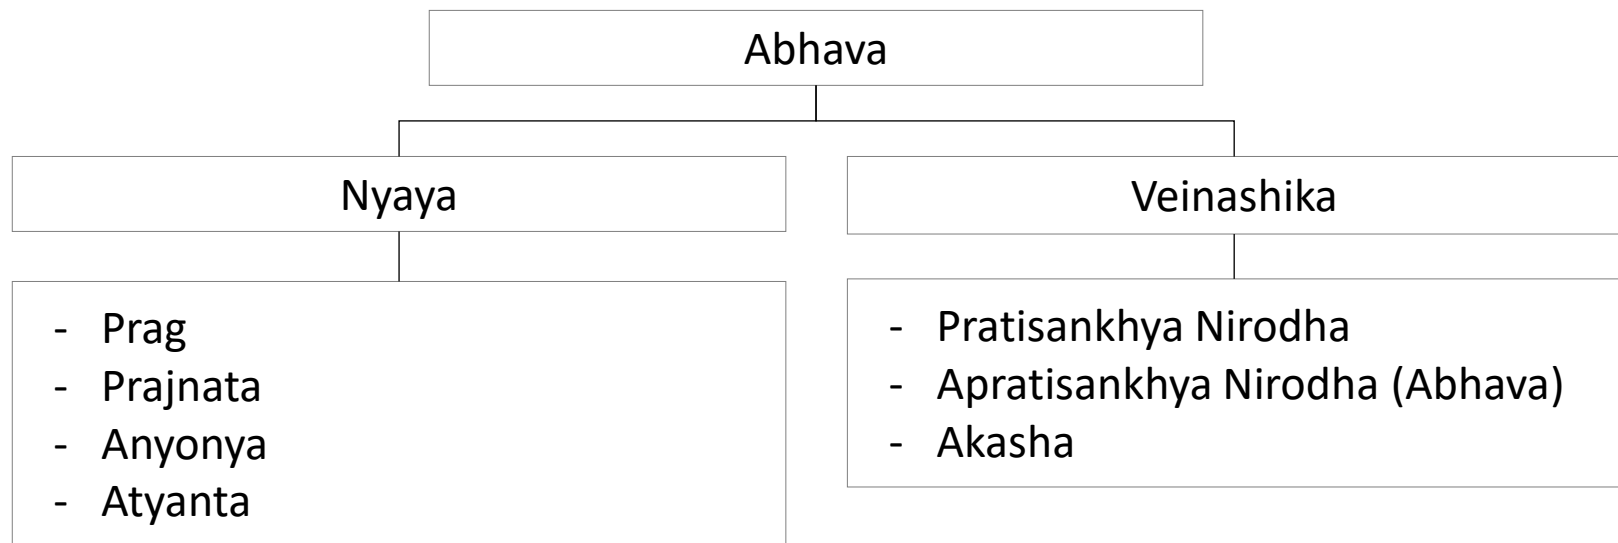 Abhava
Nyaya
- Prag
- Prajnata
- Anyonya
- Atyanta
Veinashika
- Pratisankhya Nirodha
- Apratisankhya Nirodha (Abhava)
- Akasha